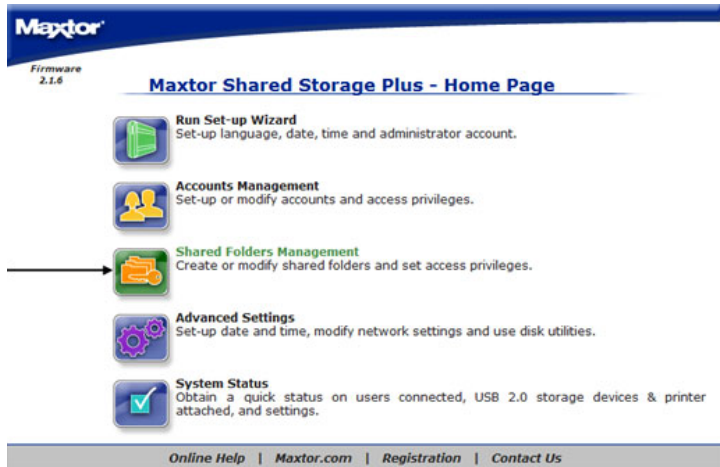 Maxtor
Firmware
2.1.6
Maxtor Shared Storage Plus - Home Page
Run Set-up Wizard
Set-up language, date, time and administrator account.
Accounts Management
Set-up or modify accounts and access privileges.
Shared Folders Management
Create or modify shared folders and set access privileges.
Advanced Settings
Set-up date and time, modify network settings and use disk utilities.
System Status
Obtain a quick status on users connected, USB 2.0 storage devices & printer
attached, and settings.
Online Help | Maxtor.com | Registration | Contact Us